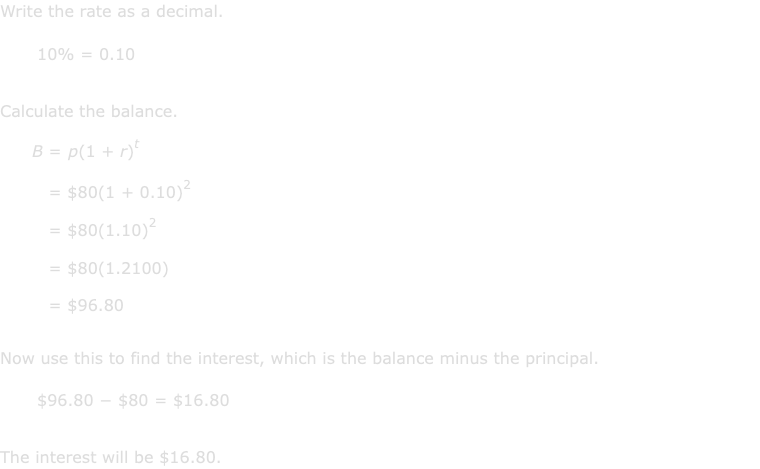 Write the rate as a decimal.
10% = 0.10
Calculate the balance.
B = p(1 + r)^t
= $80(1 + 0.10)^2
= $80(1.10)^2
= $80(1.2100)
= $96.80
Now use this to find the interest, which is the balance minus the principal.
$96.80 − $80 = $16.80
The interest will be $16.80.